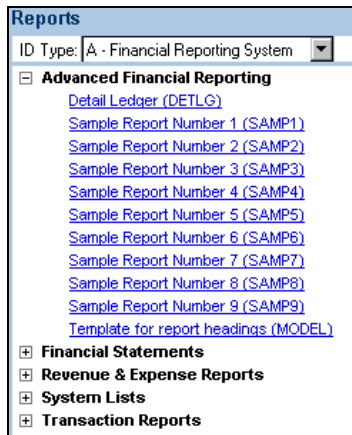 Reports
ID Type: A - Financial Reporting System
Advanced Financial Reporting
Detail Ledger (DETLG)
Sample Report Number 1 (SAMP1)
Sample Report Number 2 (SAMP2)
Sample Report Number 3 (SAMP3)
Sample Report Number 4 (SAMP4)
Sample Report Number 5 (SAMP5)
Sample Report Number 6 (SAMP6)
Sample Report Number 7 (SAMP7)
Sample Report Number 8 (SAMP8)
Sample Report Number 9 (SAMP9)
Template for report headings (MODEL)
Financial Statements
Revenue & Expense Reports
System Lists
Transaction Reports